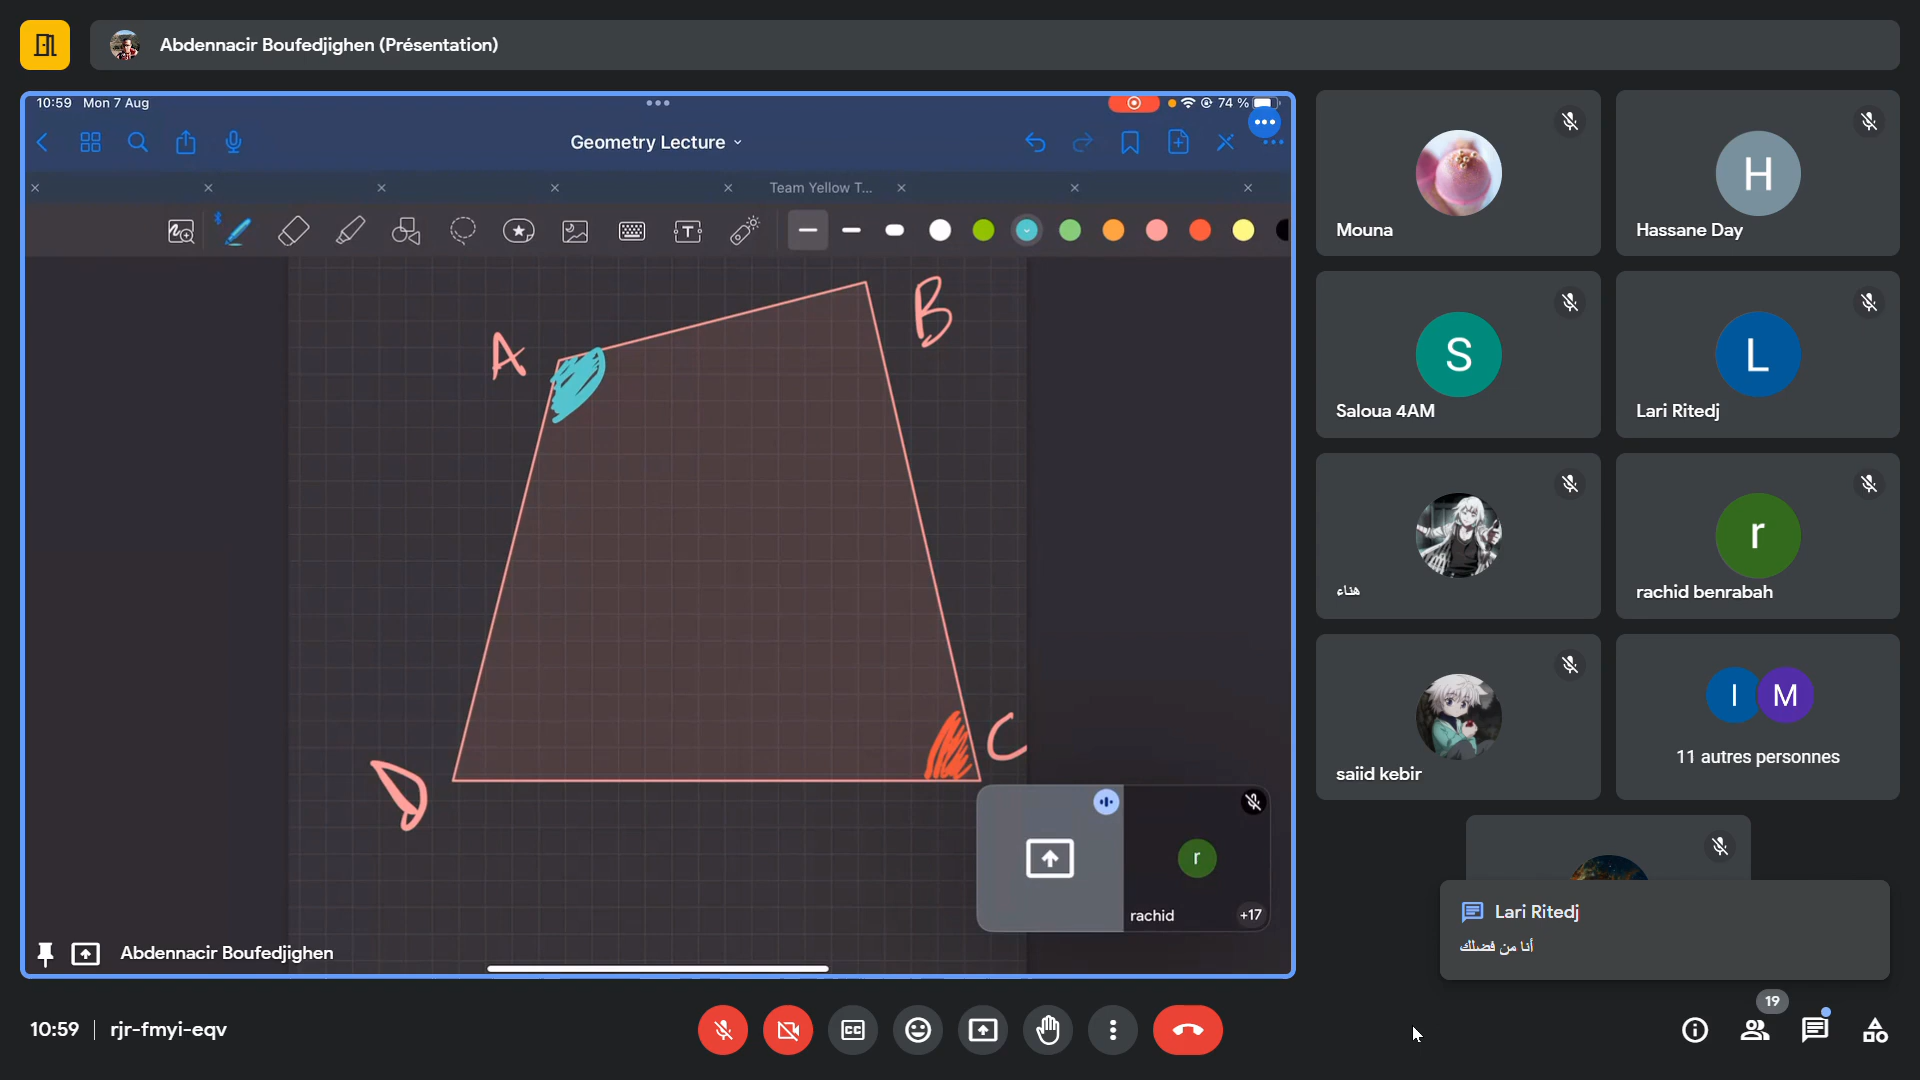 Abdennacir Boufedjighen (Présentation)
10:59 Mon 7 Aug
74 %
Geometry Lecture
Team Yellow T...
A
B
C
D
r
rachid
+17
Abdennacir Boufedjighen
Mouna
H
Hassane Day
S
Saloua 4AM
L
Lari Ritedj
هناء
r
rachid benrabah
saiid kebir
I M
11 autres personnes
Lari Ritedj
أنا من فضلك
10:59 | rjr-fmyi-eqv
CC
19